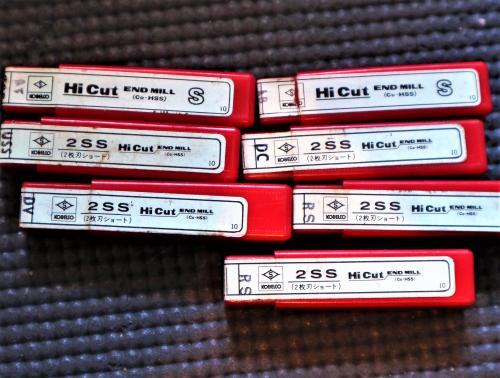 KOBELCO Hi Cut END MILL S
(Co-HSS)
10
KOBELCO Hi Cut END MILL S
(Co-HSS)
10
USS KOBELCO 2SS Hi Cut END MILL
(2枚刃ショート) (Co-HSS)
10
DC KOBELCO 2SS Hi Cut END MILL
(2枚刃ショート) (Co-HSS)
10
DV KOBELCO 2SS Hi Cut END MILL
(2枚刃ショート) (Co-HSS)
10
RS KOBELCO 2SS Hi Cut END MILL
(2枚刃ショート) (Co-HSS)
RS KOBELCO 2SS Hi Cut END MILL
(2枚刃ショート) (Co-HSS)
10